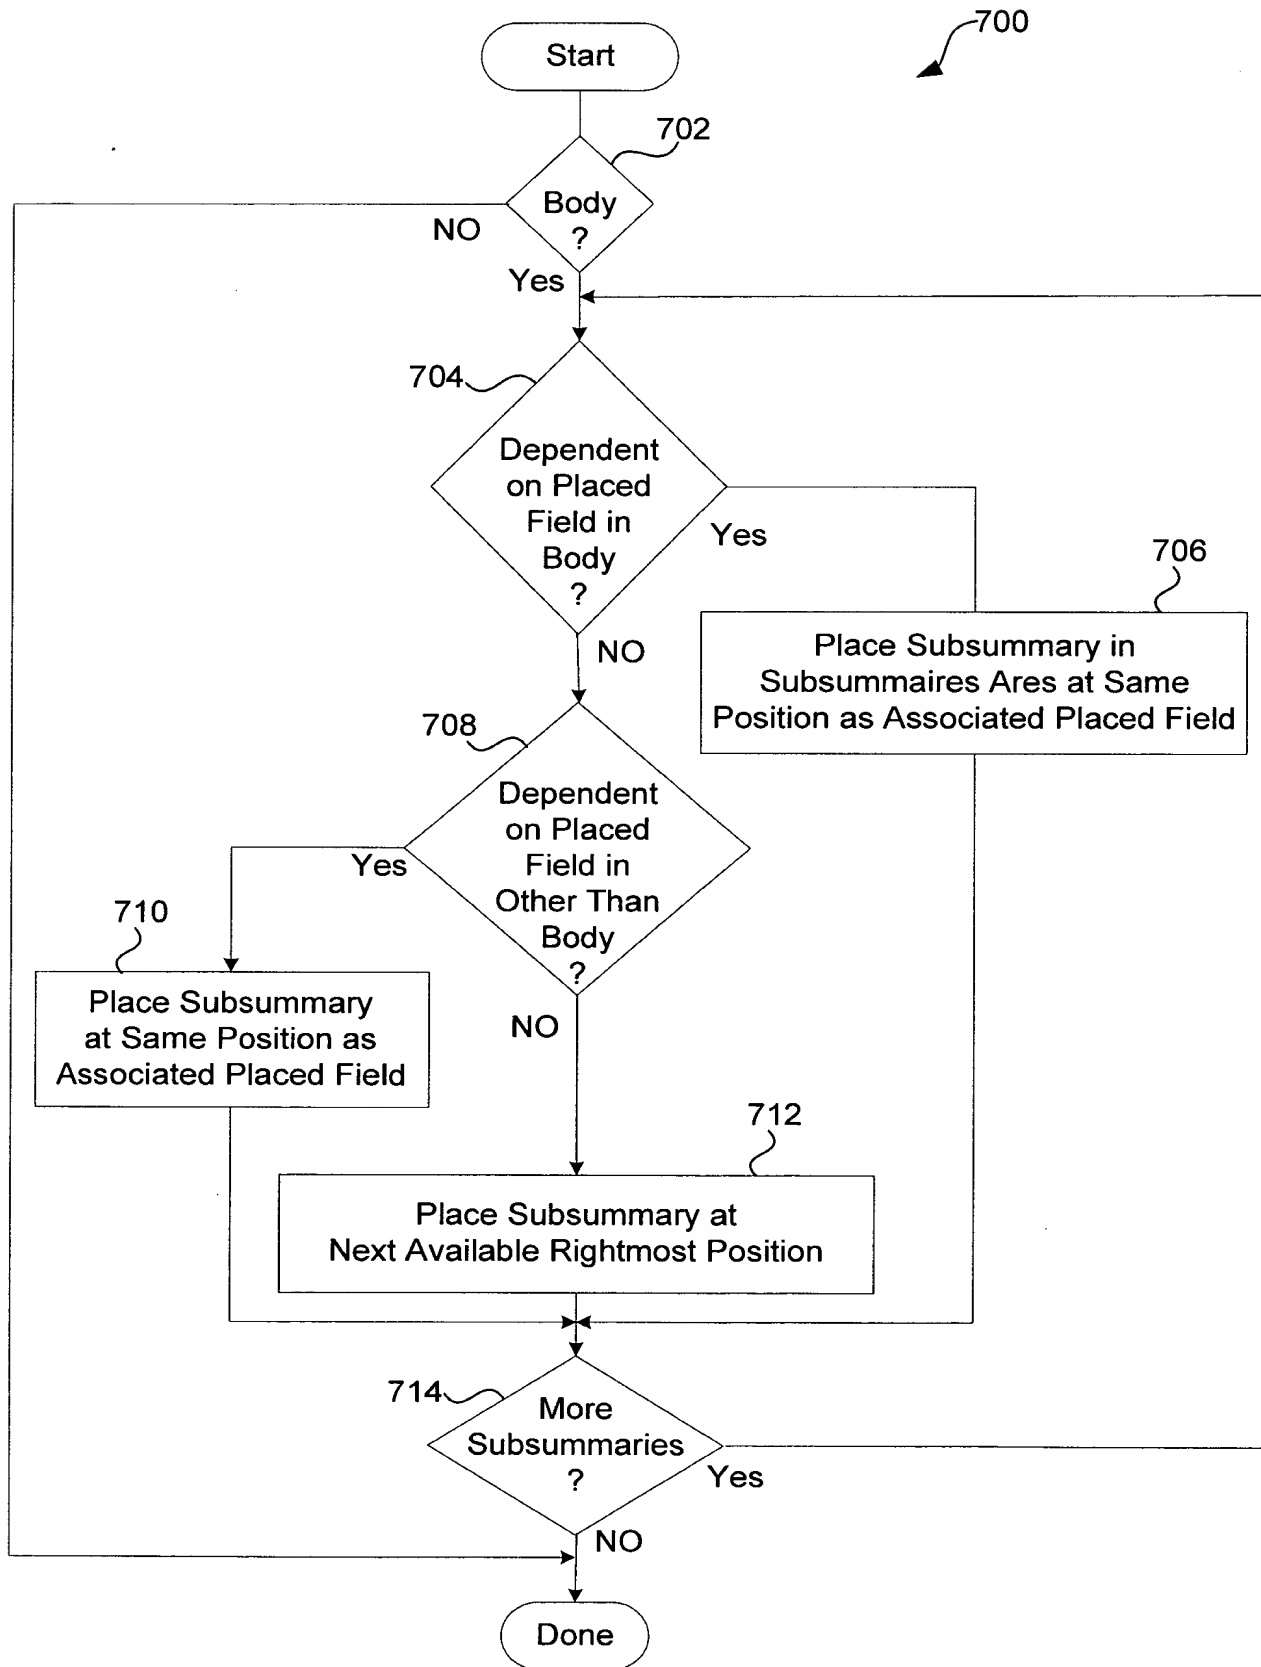 700
Start
702
Body
?
NO
Yes
704
Dependent
on Placed
Field in
Body
?
Yes
NO
706
Place Subsummary in
Subsummaires Ares at Same
Position as Associated Placed Field
708
Dependent
on Placed
Field in
Other Than
Body
?
Yes
NO
710
Place Subsummary
at Same Position as
Associated Placed Field
712
Place Subsummary at
Next Available Rightmost Position
714
More
Subsummaries
?
Yes
NO
Done